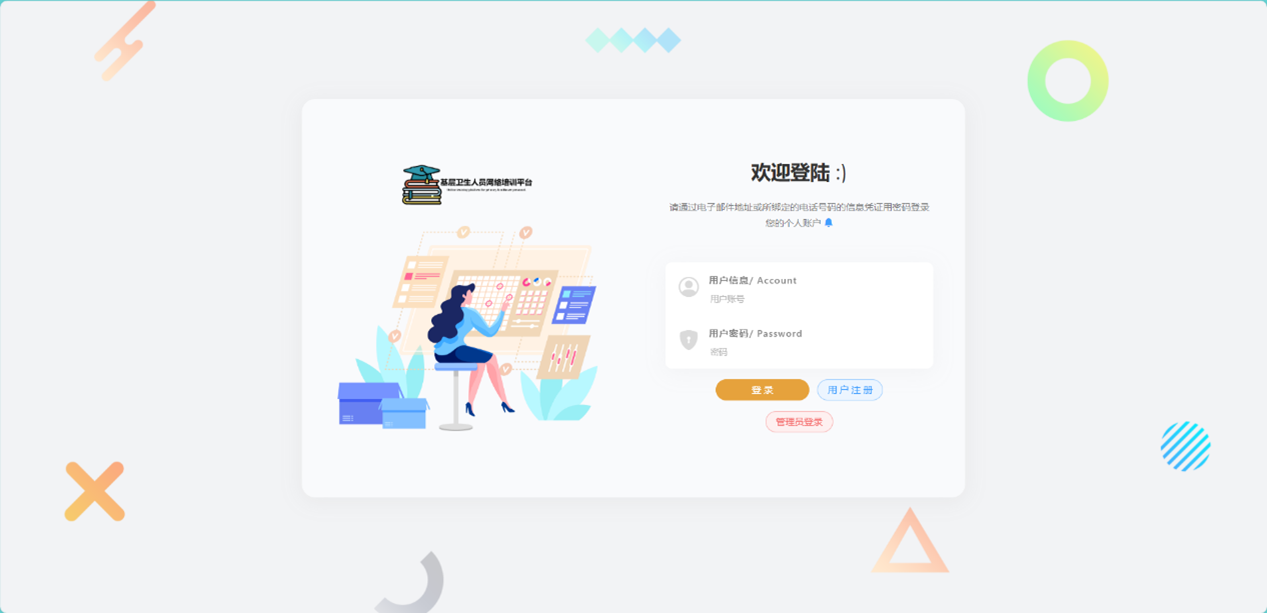 基层卫生人员网络培训平台
欢迎登陆 :)
请通过电子邮件地址或所绑定的电话号码的信息凭证用密码登录
您的个人账户
用户信息/ Account
用户账号
用户密码/ Password
密码
登录
用户注册
管理员登录